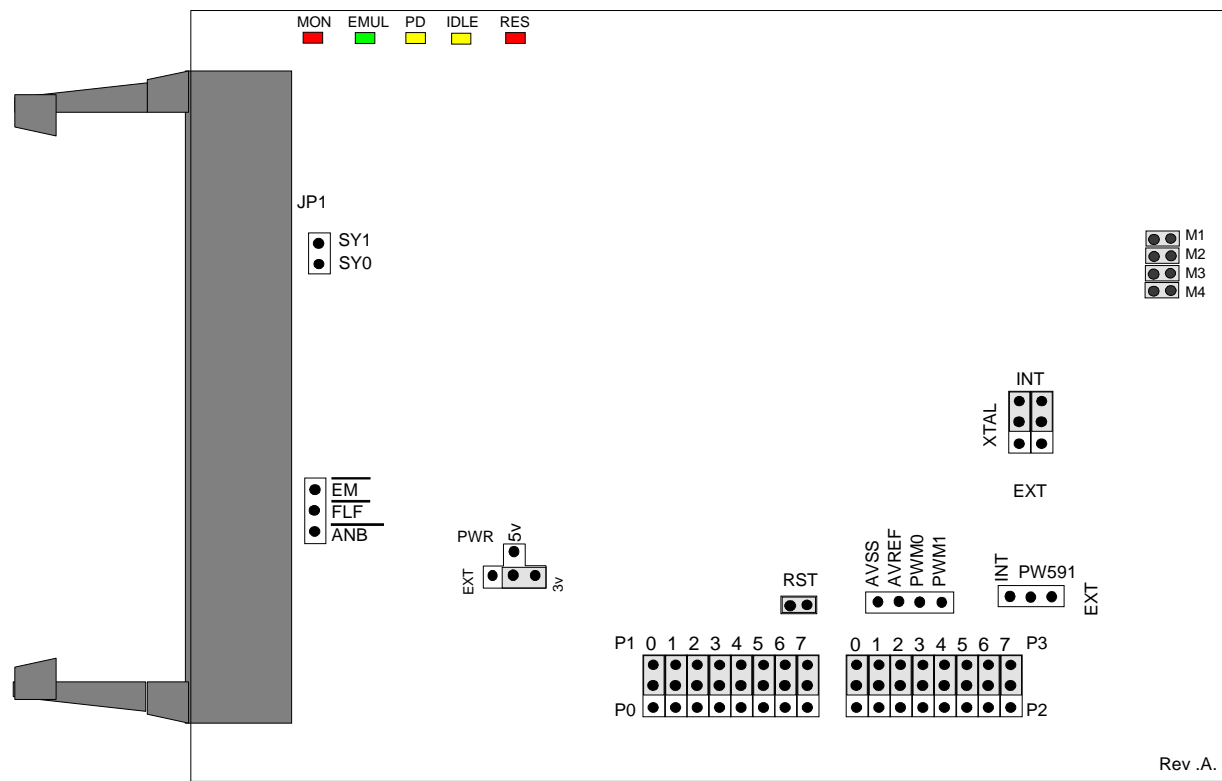 MON EMUL PD IDLE RES
JP1
SY1
SY0
M1
M2
M3
M4
INT
XTAL
EXT
EM
FLF
ANB
PWR 5v
EXT 3v
RST
AVSS AVREF PWM0 PWM1
INT PW591 EXT
P1 0 1 2 3 4 5 6 7
0 1 2 3 4 5 6 7 P3
P0
P2
Rev .A.